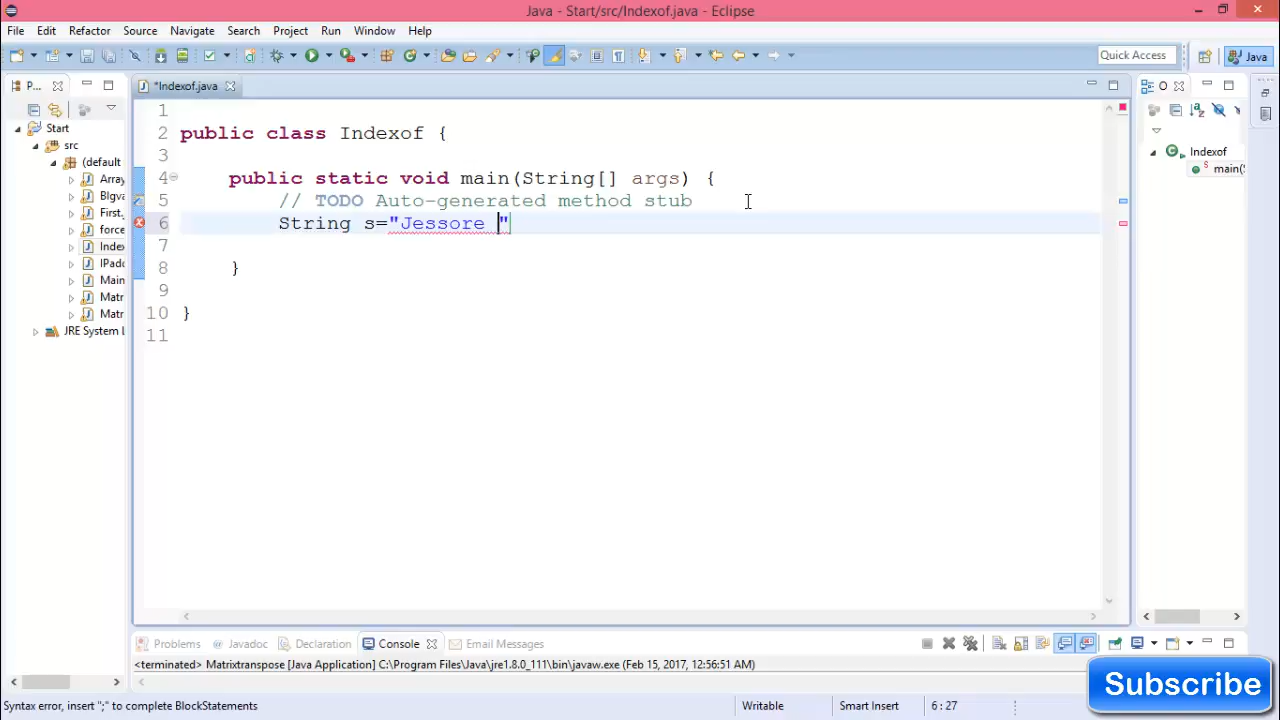 Java - Start/src/Indexof.java - Eclipse
File Edit Refactor Source Navigate Search Project Run Window Help
Quick Access
Java
P...
*Indexof.java
O
Start
src
(default
Array
BIgva
First_
force
Index
IPadd
Main
Matr
Matr
JRE System L
1
2 public class Indexof {
3
4 public static void main(String[] args) {
5 // TODO Auto-generated method stub
6 String s="Jessore "
7
8 }
9
10 }
11
Indexof
main(S
Problems Javadoc Declaration Console Email Messages
<terminated> Matrixtranspose [Java Application] C:\Program Files\Java\jre1.8.0_111\bin\javaw.exe (Feb 15, 2017, 12:56:51 AM)
Subscribe
Syntax error, insert ";" to complete BlockStatements
Writable
Smart Insert
6 : 27